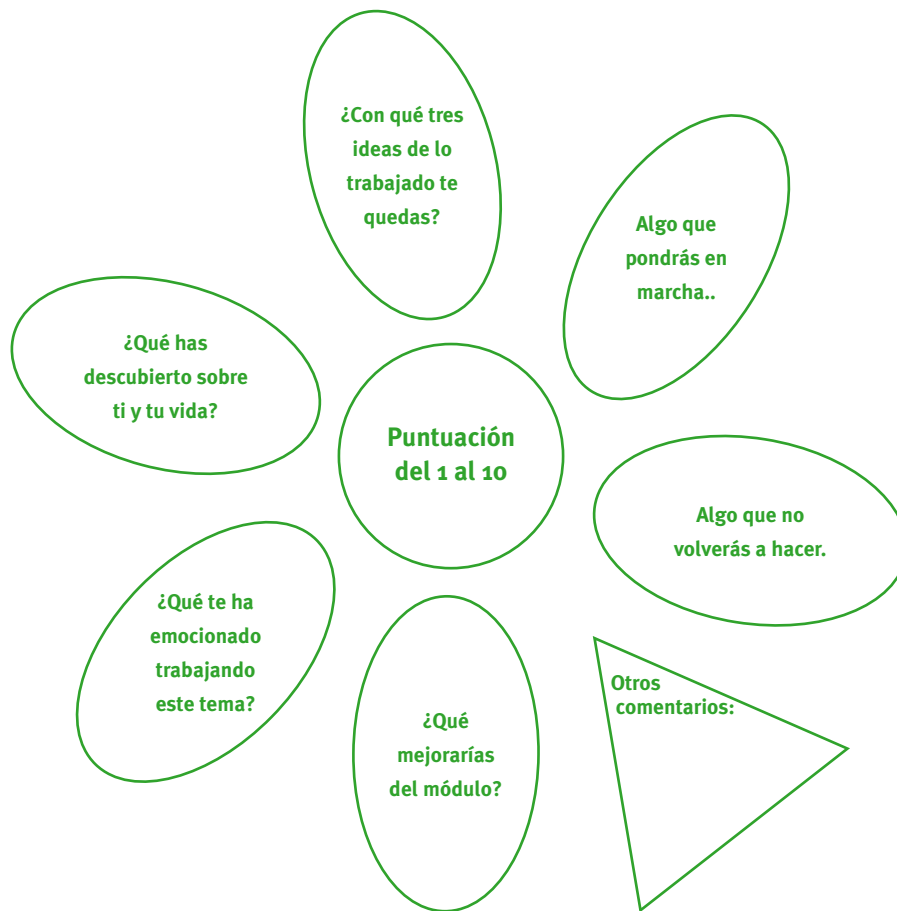 ¿Con qué tres
ideas de lo
trabajado te
quedas?
Algo que
pondrás en
marcha..
¿Qué has
descubierto sobre
ti y tu vida?
Puntuación
del 1 al 10
Algo que no
volverás a hacer.
¿Qué te ha
emocionado
trabajando
este tema?
¿Qué
mejorarías
del módulo?
Otros
comentarios: